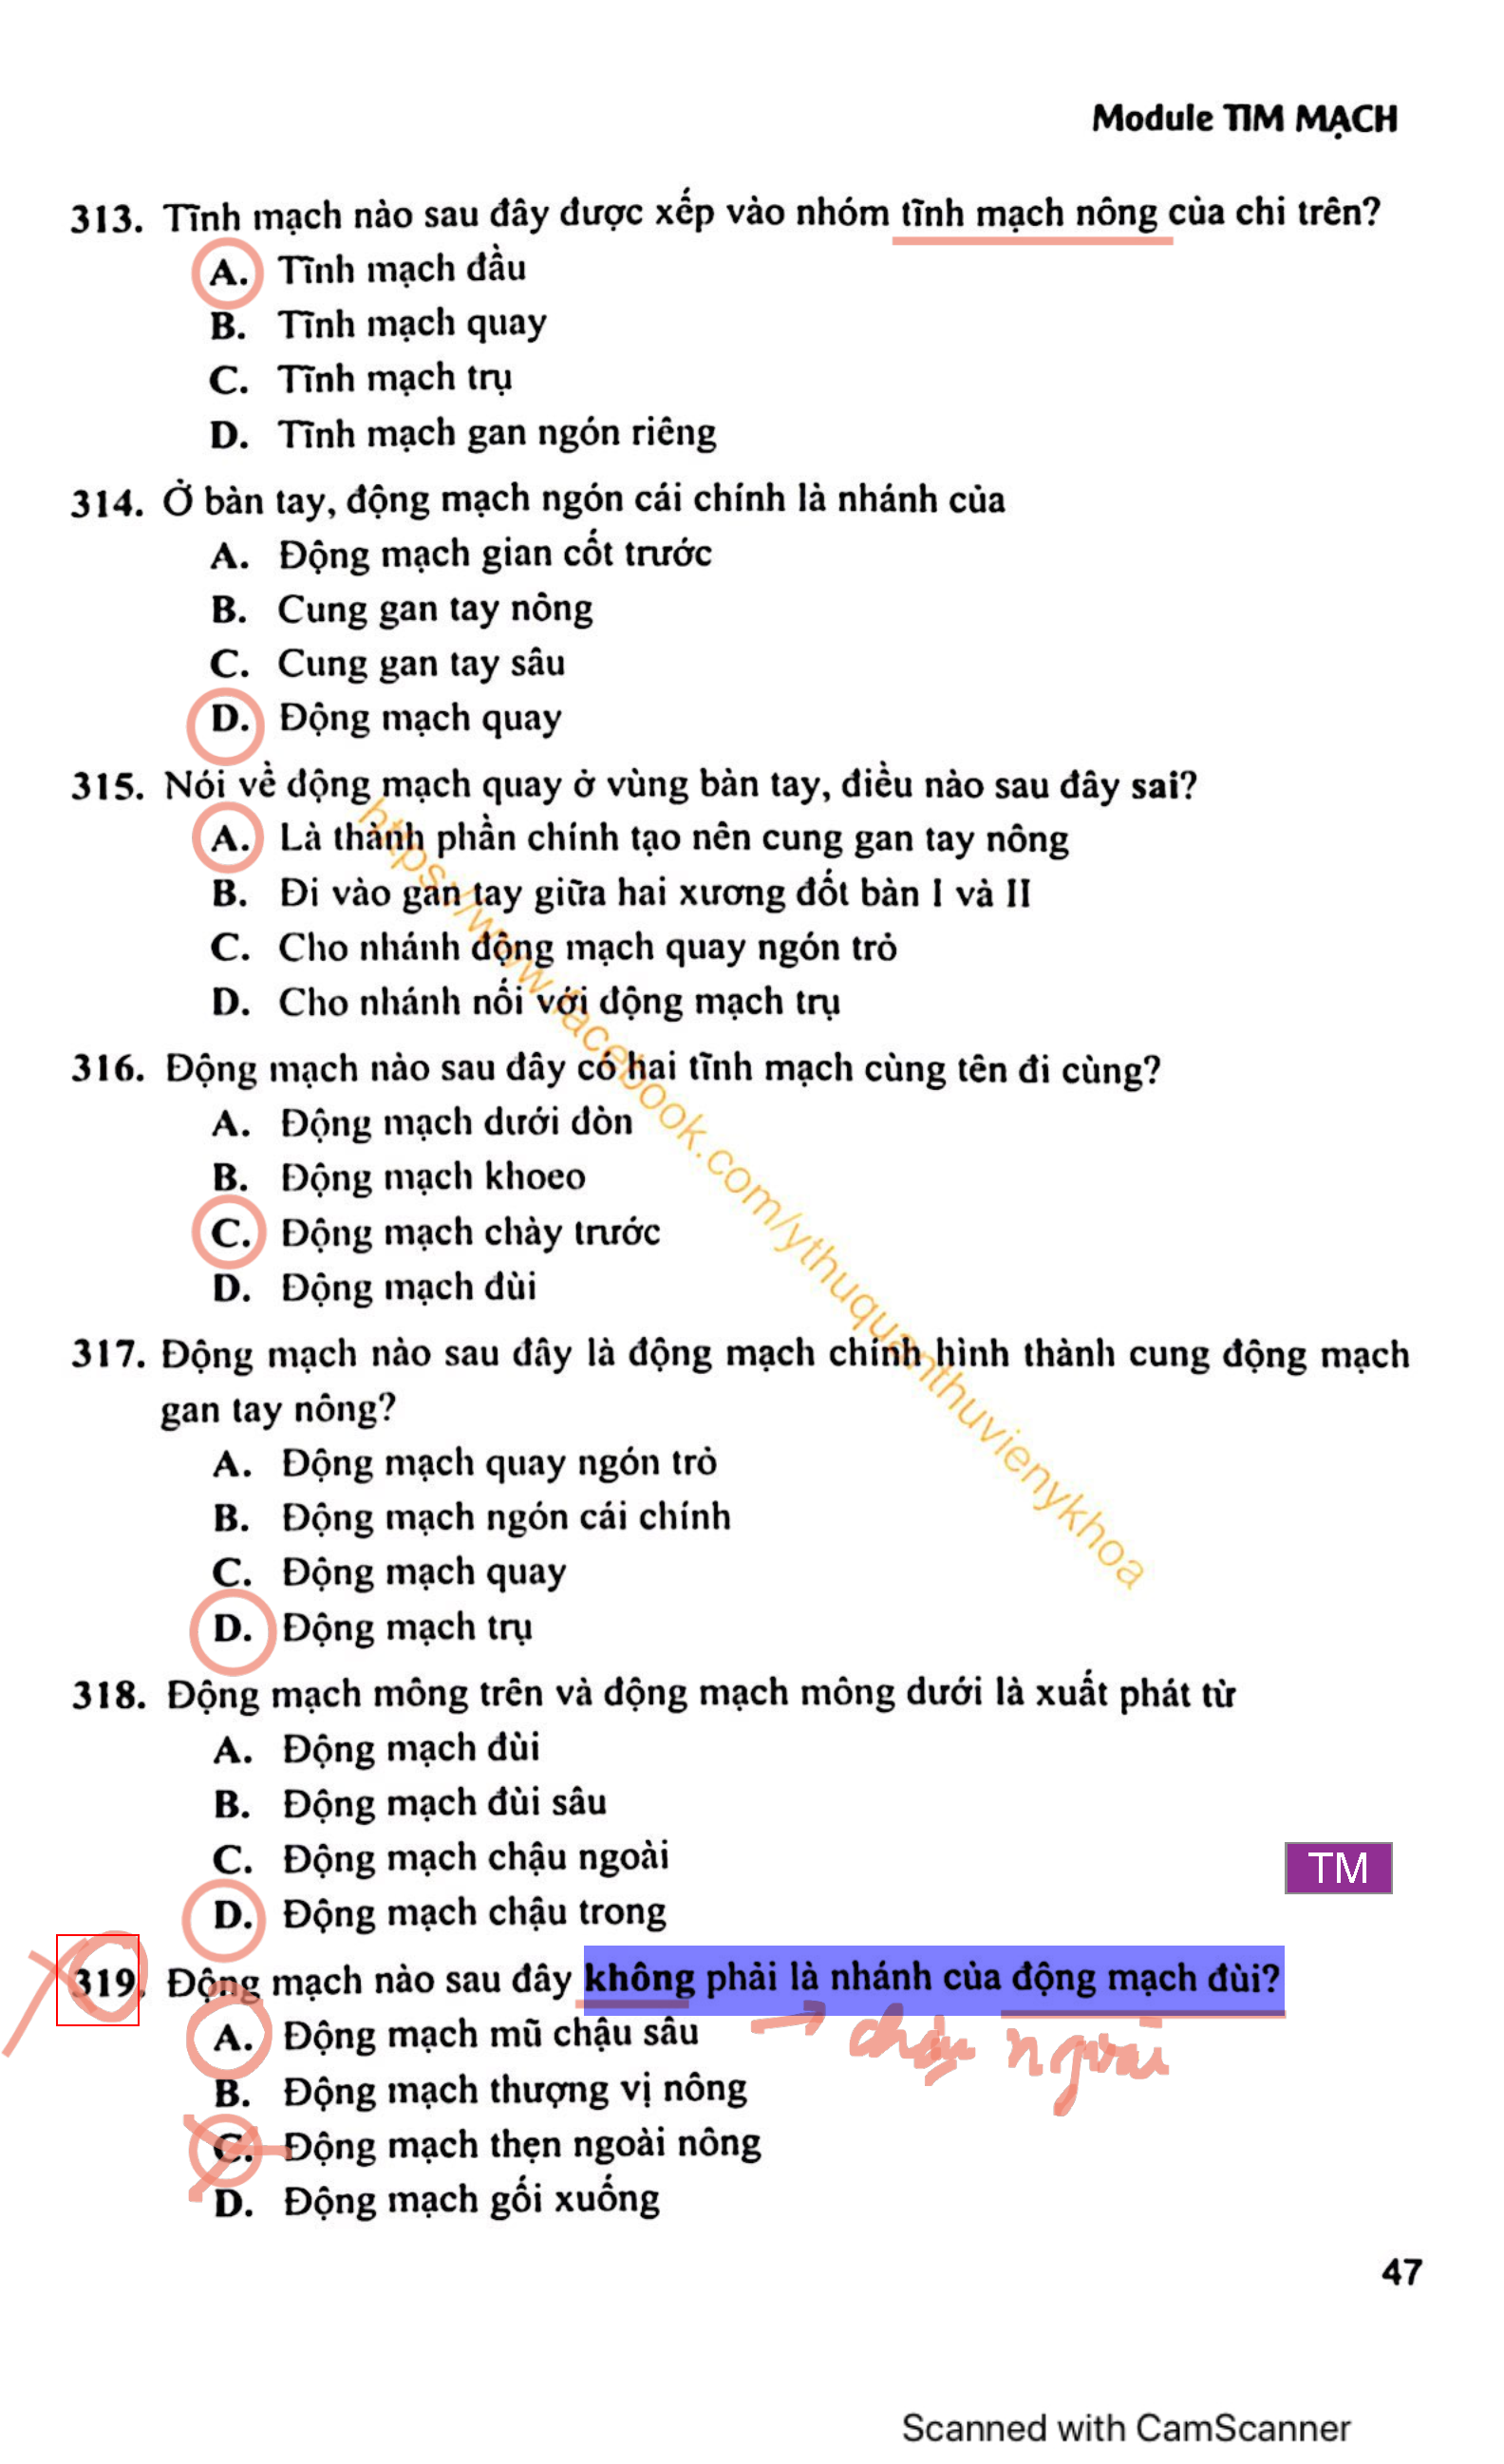 Module TIM MẠCH
313. Tĩnh mạch nào sau đây được xếp vào nhóm tĩnh mạch nông của chi trên?
A. Tĩnh mạch đầu
B. Tĩnh mạch quay
C. Tĩnh mạch trụ
D. Tĩnh mạch gan ngón riêng
314. Ở bàn tay, động mạch ngón cái chính là nhánh của
A. Động mạch gian cốt trước
B. Cung gan tay nông
C. Cung gan tay sâu
D. Động mạch quay
315. Nói về động mạch quay ở vùng bàn tay, điều nào sau đây sai?
A. Là thành phần chính tạo nên cung gan tay nông
B. Đi vào gan tay giữa hai xương đốt bàn I và II
C. Cho nhánh động mạch quay ngón trỏ
D. Cho nhánh nối với động mạch trụ
316. Động mạch nào sau đây có hai tĩnh mạch cùng tên đi cùng?
A. Động mạch dưới đòn
B. Động mạch khoeo
C. Động mạch chày trước
D. Động mạch đùi
https://www.facebook.com/ythuquanthuvienykhoa
317. Động mạch nào sau đây là động mạch chính hình thành cung động mạch
gan tay nông?
A. Động mạch quay ngón trỏ
B. Động mạch ngón cái chính
C. Động mạch quay
D. Động mạch trụ
318. Động mạch mông trên và động mạch mông dưới là xuất phát từ
A. Động mạch đùi
B. Động mạch đùi sâu
C. Động mạch chậu ngoài
D. Động mạch chậu trong
TM
319. Động mạch nào sau đây không phải là nhánh của động mạch đùi?
A. Động mạch mũ chậu sâu → chậu ngoài
B. Động mạch thượng vị nông
C. Động mạch thẹn ngoài nông
D. Động mạch gối xuống
47
Scanned with CamScanner